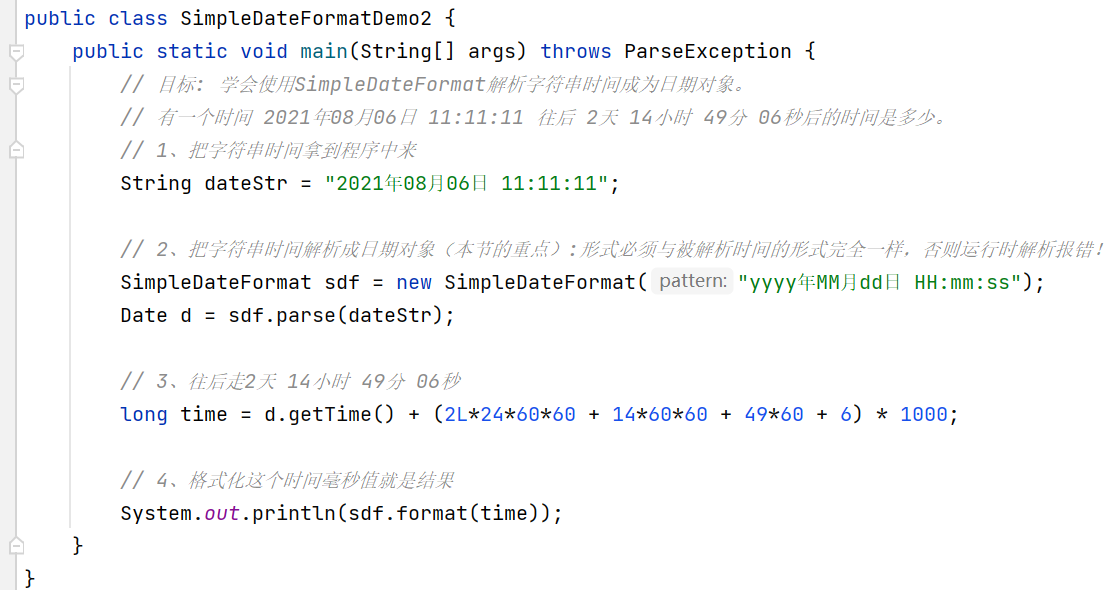 public class SimpleDateFormatDemo2 {
public static void main(String[] args) throws ParseException {
// 目标: 学会使用SimpleDateFormat解析字符串时间成为日期对象。
// 有一个时间 2021年08月06日 11:11:11 往后 2天 14小时 49分 06秒后的时间是多少。
// 1、把字符串时间拿到程序中来
String dateStr = "2021年08月06日 11:11:11";
// 2、把字符串时间解析成日期对象（本节的重点）:形式必须与被解析时间的形式完全一样，否则运行时解析报错!
SimpleDateFormat sdf = new SimpleDateFormat( pattern: "yyyy年MM月dd日 HH:mm:ss");
Date d = sdf.parse(dateStr);
// 3、往后走2天 14小时 49分 06秒
long time = d.getTime() + (2L*24*60*60 + 14*60*60 + 49*60 + 6) * 1000;
// 4、格式化这个时间毫秒值就是结果
System.out.println(sdf.format(time));
}
}